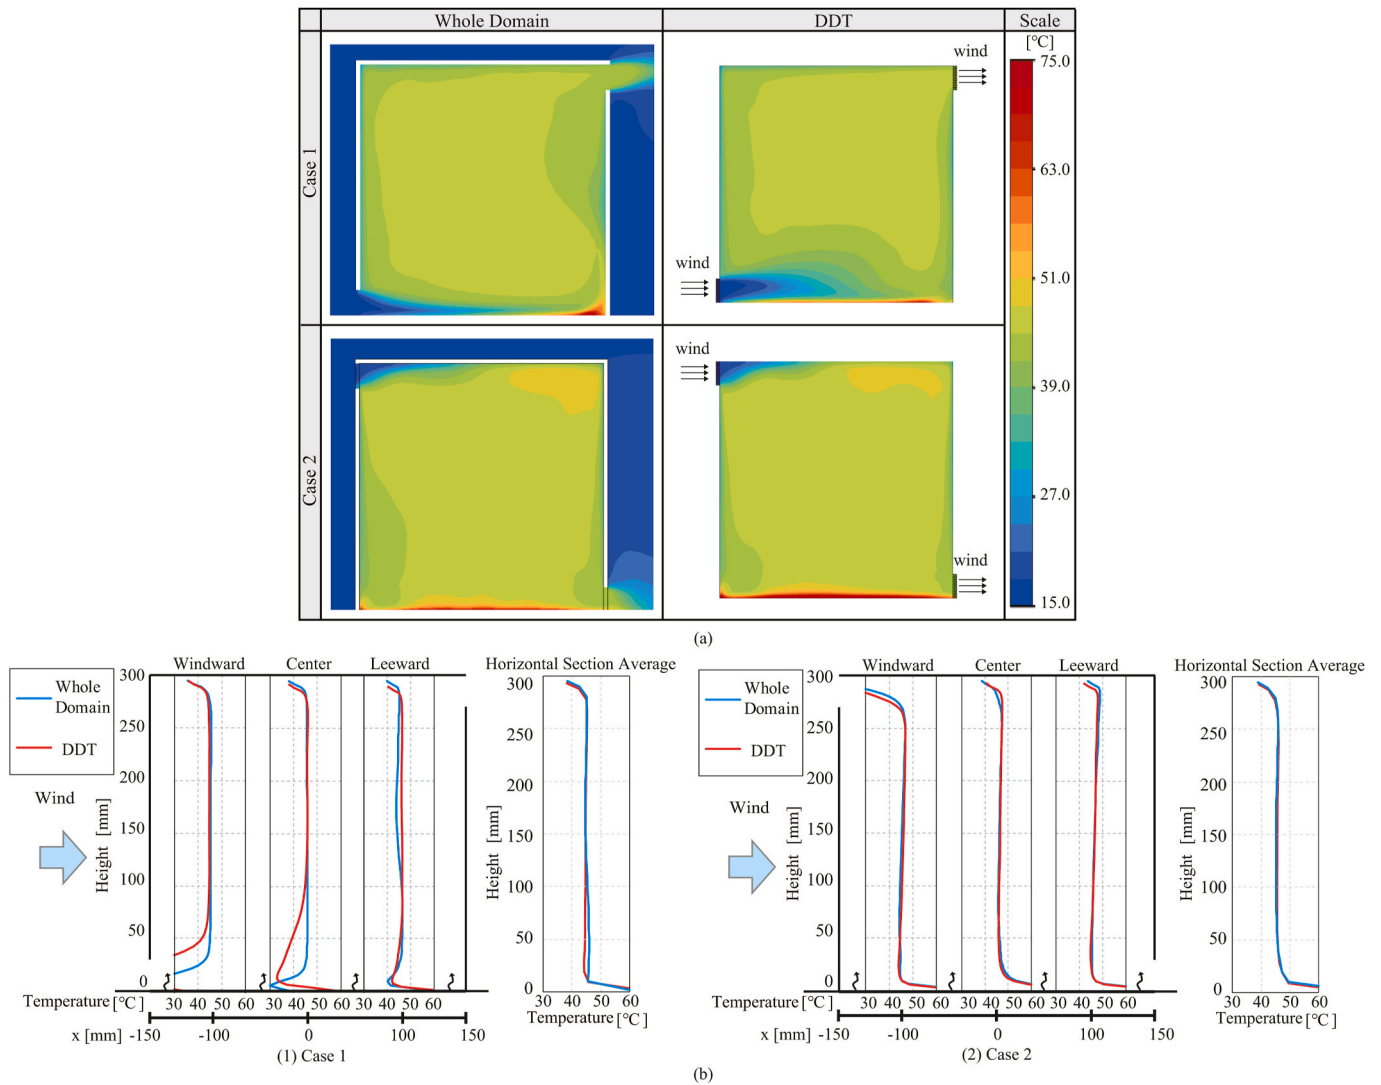 Whole Domain DDT Scale
[°C]
Case 1
wind
wind
75.0
63.0
51.0
39.0
27.0
15.0
Case 2
wind
wind
(a)
Whole
Domain
DDT
Wind
Windward Center Leeward
Height [mm]
300
250
200
150
100
50
0
Temperature[°C] 30 40 50 60 30 40 50 60 30 40 50 60
x [mm] -150 -100 0 100 150
Horizontal Section Average
Height [mm]
300
250
200
150
100
50
0
30 40 50 60
Temperature[°C]
(1) Case 1
Whole
Domain
DDT
Wind
Windward Center Leeward
Height [mm]
300
250
200
150
100
50
0
Temperature[°C] 30 40 50 60 30 40 50 60 30 40 50 60
x [mm] -150 -100 0 100 150
Horizontal Section Average
Height [mm]
300
250
200
150
100
50
0
30 40 50 60
Temperature[°C]
(2) Case 2
(b)